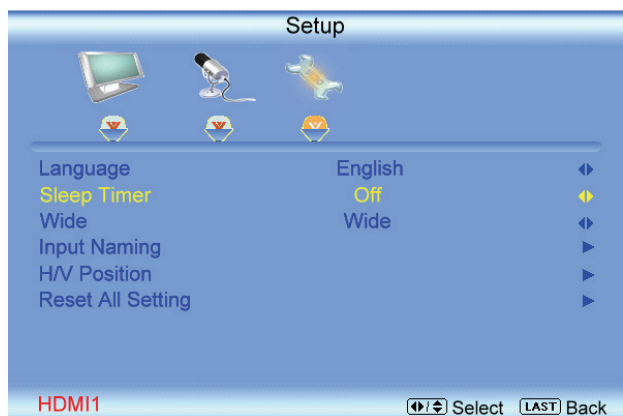 Setup
Language English
Sleep Timer Off
Wide Wide
Input Naming
H/V Position
Reset All Setting
HDMI1 Select LAST Back